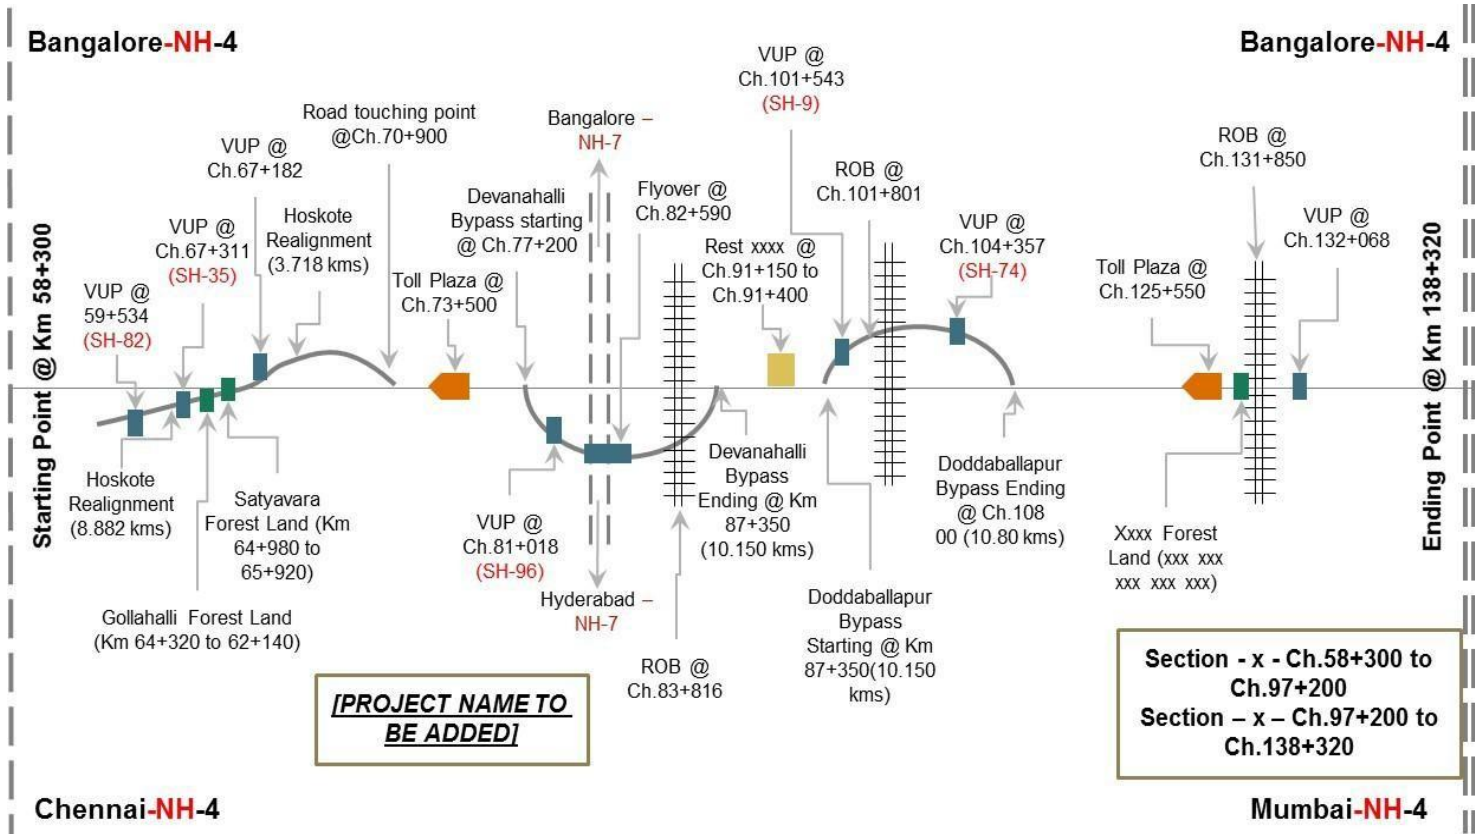 Bangalore-NH-4
Bangalore-NH-4
VUP @
Ch.101+543
(SH-9)
Road touching point
@Ch.70+900
Bangalore –
NH-7
VUP @
Ch.67+182
ROB @
Ch.131+850
ROB @
Ch.101+801
Devanahalli
Bypass starting
@ Ch.77+200
Flyover @
Ch.82+590
Hoskote
Realignment
(3.718 kms)
VUP @
Ch.67+311
(SH-35)
VUP @
Ch.104+357
(SH-74)
VUP @
Ch.132+068
Rest xxxx @
Ch.91+150 to
Ch.91+400
Toll Plaza @
Ch.73+500
Toll Plaza @
Ch.125+550
VUP @
59+534
(SH-82)
Starting Point @ Km 58+300
Ending Point @ Km 138+320
Hoskote
Realignment
(8.882 kms)
Satyavara
Forest Land (Km
64+980 to
65+920)
VUP @
Ch.81+018
(SH-96)
Devanahalli
Bypass
Ending @ Km
87+350
(10.150 kms)
Doddaballapur
Bypass Ending
@ Ch.108
00 (10.80 kms)
Xxxx Forest
Land (xxx xxx
xxx xxx xxx)
Gollahalli Forest Land
(Km 64+320 to 62+140)
Hyderabad –
NH-7
Doddaballapur
Bypass
Starting @ Km
87+350(10.150
kms)
ROB @
Ch.83+816
[PROJECT NAME TO
BE ADDED]
Section - x - Ch.58+300 to
Ch.97+200
Section – x – Ch.97+200 to
Ch.138+320
Chennai-NH-4
Mumbai-NH-4